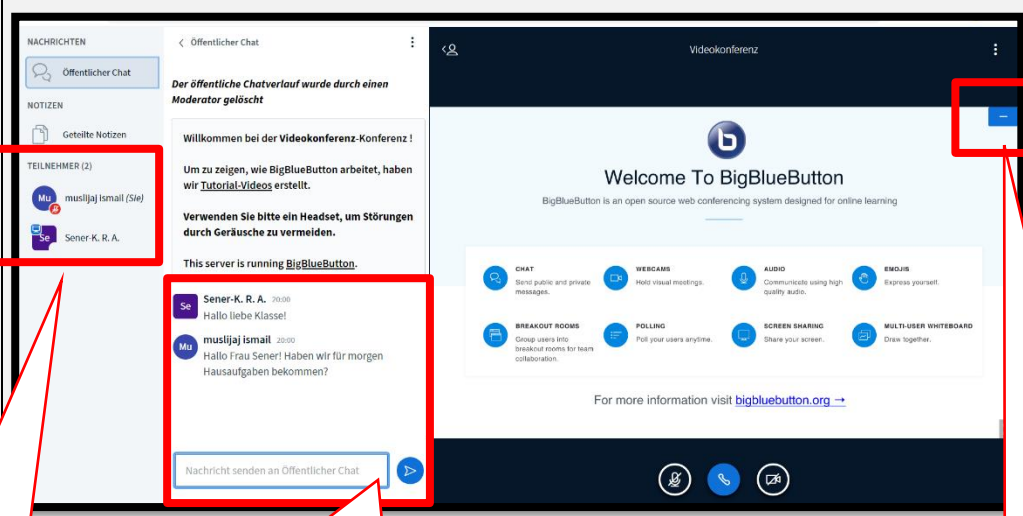 NACHRICHTEN
Öffentlicher Chat
NOTIZEN
Geteilte Notizen
TEILNEHMER (2)
Mu
muslijaj ismail (Sie)
Se
Sener-K. R. A.
Öffentlicher Chat
Der öffentliche Chatverlauf wurde durch einen
Moderator gelöscht
Willkommen bei der Videokonferenz-Konferenz !
Um zu zeigen, wie BigBlueButton arbeitet, haben
wir Tutorial-Videos erstellt.
Verwenden Sie bitte ein Headset, um Störungen
durch Geräusche zu vermeiden.
This server is running BigBlueButton.
Se
Sener-K. R. A. 20:00
Hallo liebe Klasse!
Mu
muslijaj ismail 20:00
Hallo Frau Sener! Haben wir für morgen
Hausaufgaben bekommen?
Nachricht senden an Öffentlicher Chat
Videokonferenz
b
Welcome To BigBlueButton
BigBlueButton is an open source web conferencing system designed for online learning
CHAT
Send public and private
messages.
WEBCAMS
Hold visual meetings.
AUDIO
Communicate using high
quality audio.
EMOJIS
Express yourself.
BREAKOUT ROOMS
Group users into
breakout rooms for team
collaboration.
POLLING
Poll your users anytime.
SCREEN SHARING
Share your screen.
MULTI-USER WHITEBOARD
Draw together.
For more information visit bigbluebutton.org →